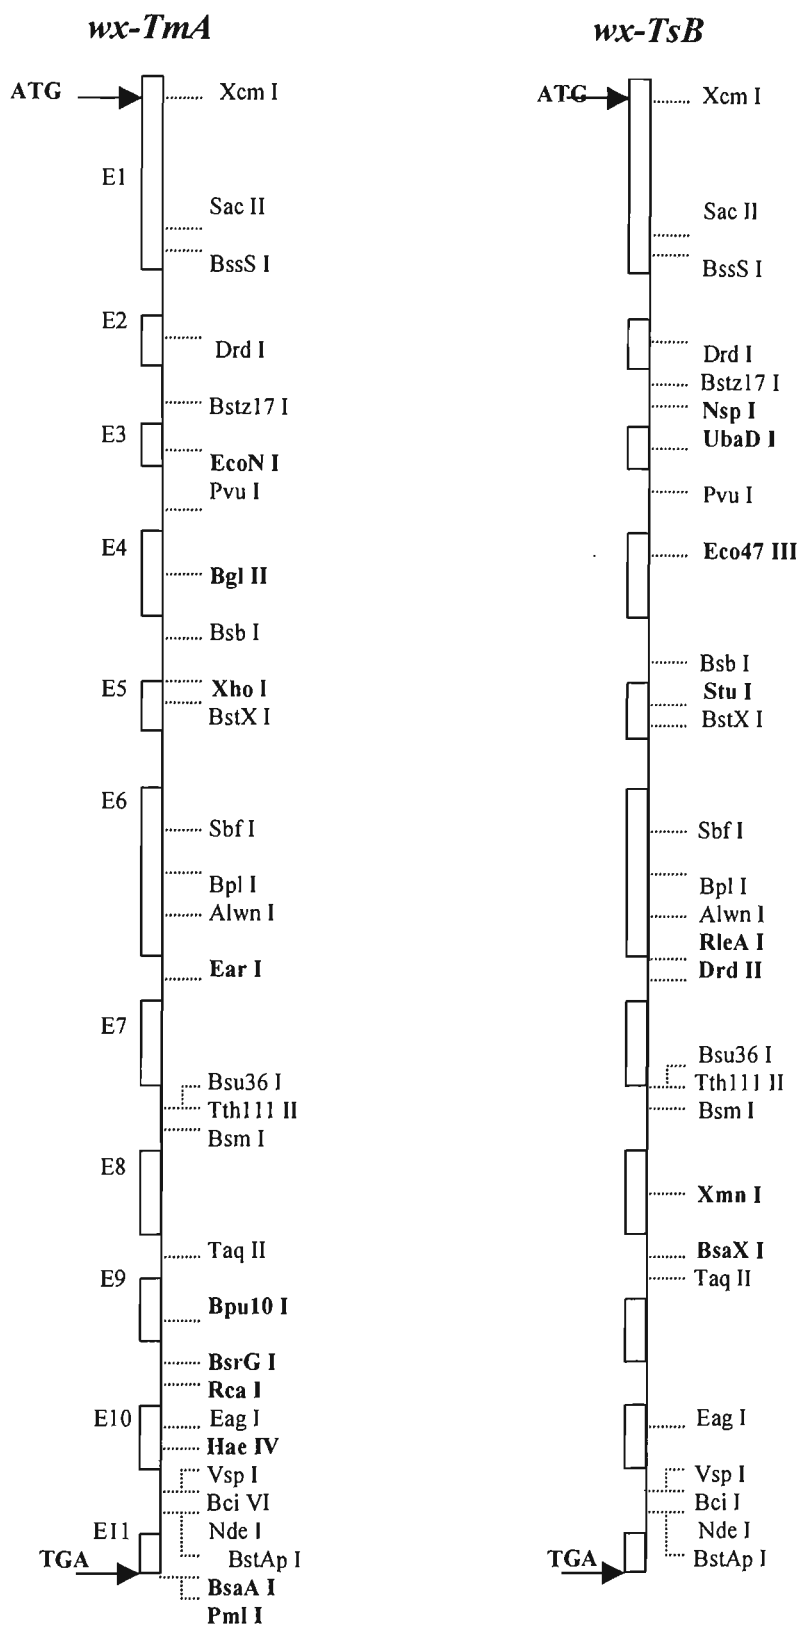 wx-TmA
ATG
Xcm I
E1
Sac II
BssS I
E2
Drd I
Bstz17 I
E3
EcoN I
Pvu I
E4
Bgl II
Bsb I
E5
Xho I
BstX I
E6
Sbf I
Bpl I
Alwn I
Ear I
E7
Bsu36 I
Tth111 II
Bsm I
E8
Taq II
E9
Bpu10 I
BsrG I
Rca I
E10
Eag I
Hae IV
Vsp I
Bci VI
Nde I
E11
BstAp I
TGA
BsaA I
Pml I
wx-TsB
ATG
Xcm I
Sac II
BssS I
Drd I
Bstz17 I
Nsp I
UbaD I
Pvu I
Eco47 III
Bsb I
Stu I
BstX I
Sbf I
Bpl I
Alwn I
RleA I
Drd II
Bsu36 I
Tth111 II
Bsm I
Xmn I
BsaX I
Taq II
Eag I
Vsp I
Bci I
Nde I
BstAp I
TGA